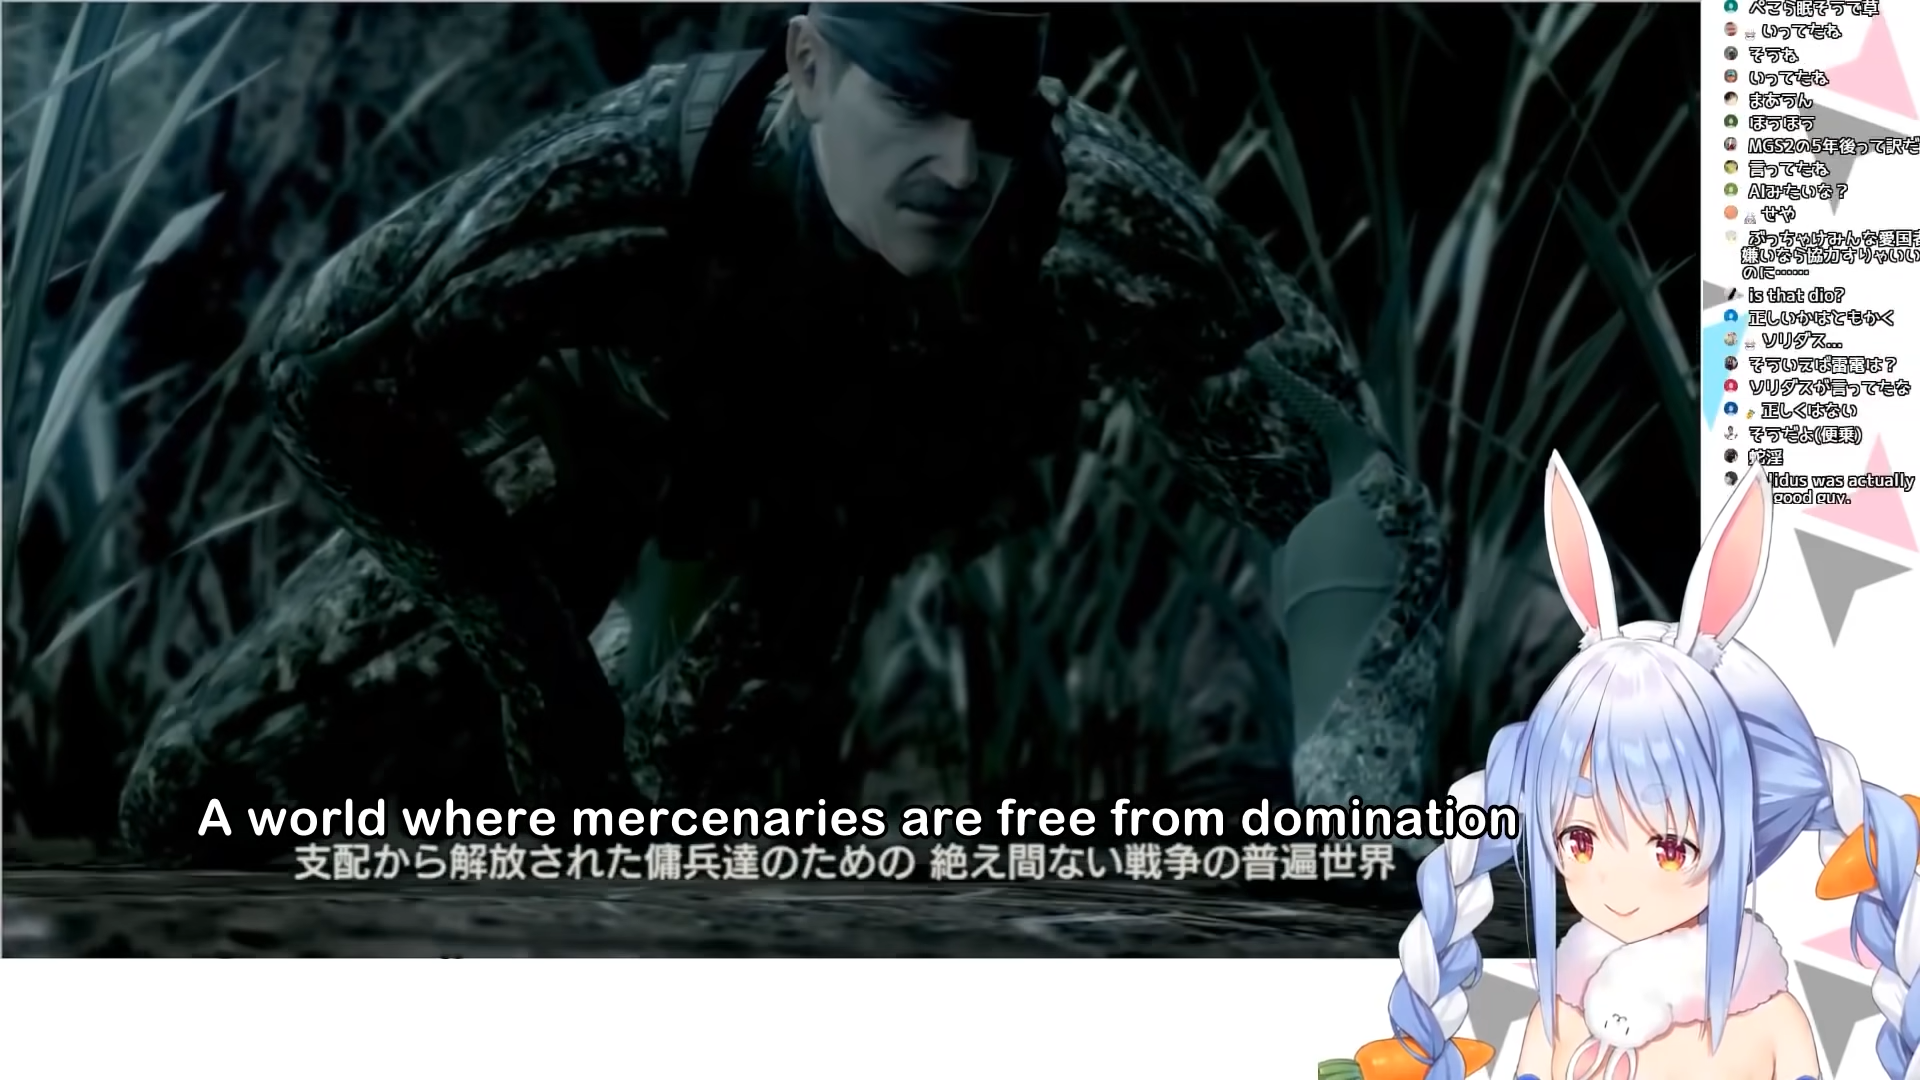 ぺこら眠そうで草
いってたね
そうね
いってたね
まあうん
ほうほう
MGS2の5年後って訳だ
言ってたね
AIみたいな？
せや
ぶっちゃけみんな愛国者
嫌いなら協力すりゃいい
のに……
is that dio?
正しいかはともかく
ソリダス...
そういえば雷電は？
ソリダスが言ってたな
正しくはない
そうだよ(便乗)
蛇淫
lidus was actually
good guy.
A world where mercenaries are free from domination
支配から解放された傭兵達のための 絶え間ない戦争の普遍世界